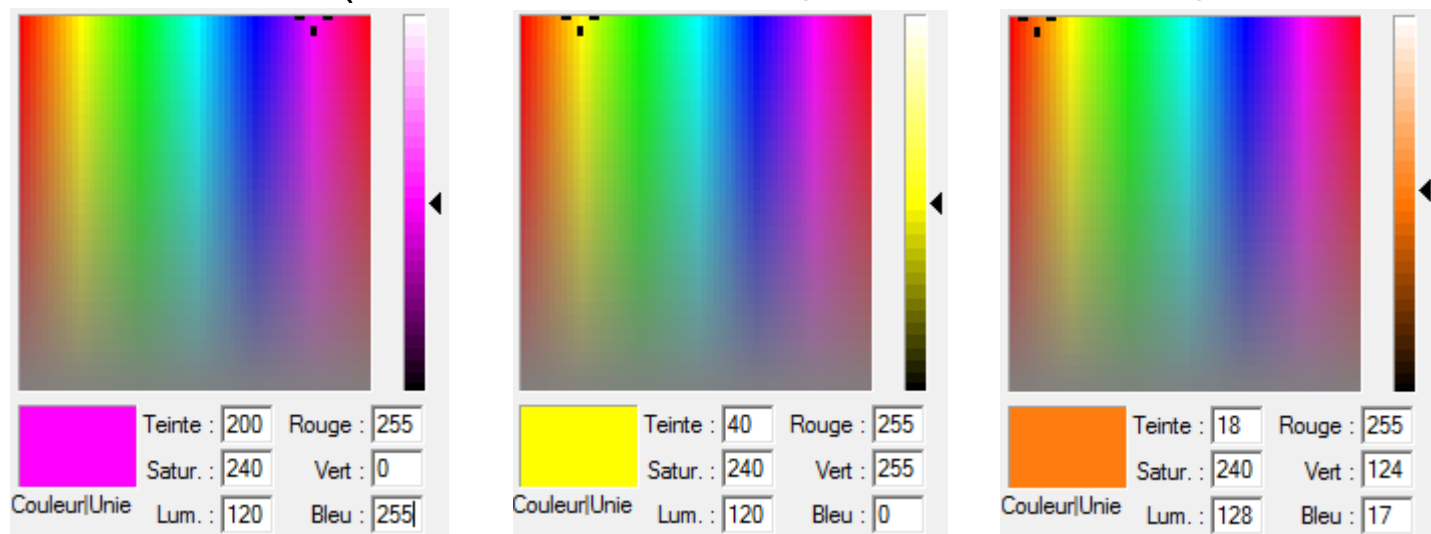 Teinte : 200 Rouge : 255
Satur. : 240 Vert : 0
Couleur|Unie Lum. : 120 Bleu : 255
Teinte : 40 Rouge : 255
Satur. : 240 Vert : 255
Couleur|Unie Lum. : 120 Bleu : 0
Teinte : 18 Rouge : 255
Satur. : 240 Vert : 124
Couleur|Unie Lum. : 128 Bleu : 17